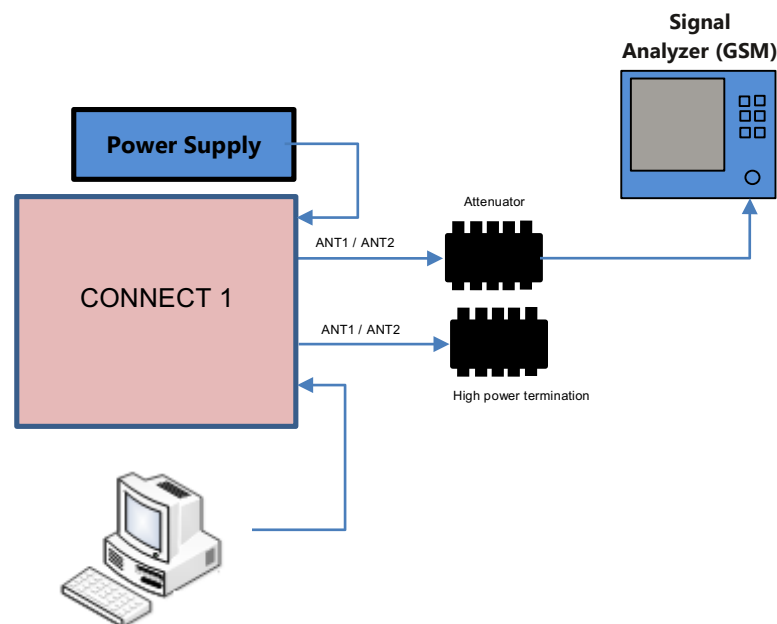 Signal
Analyzer (GSM)
Power Supply
Attenuator
ANT1 / ANT2
CONNECT 1
ANT1 / ANT2
High power termination